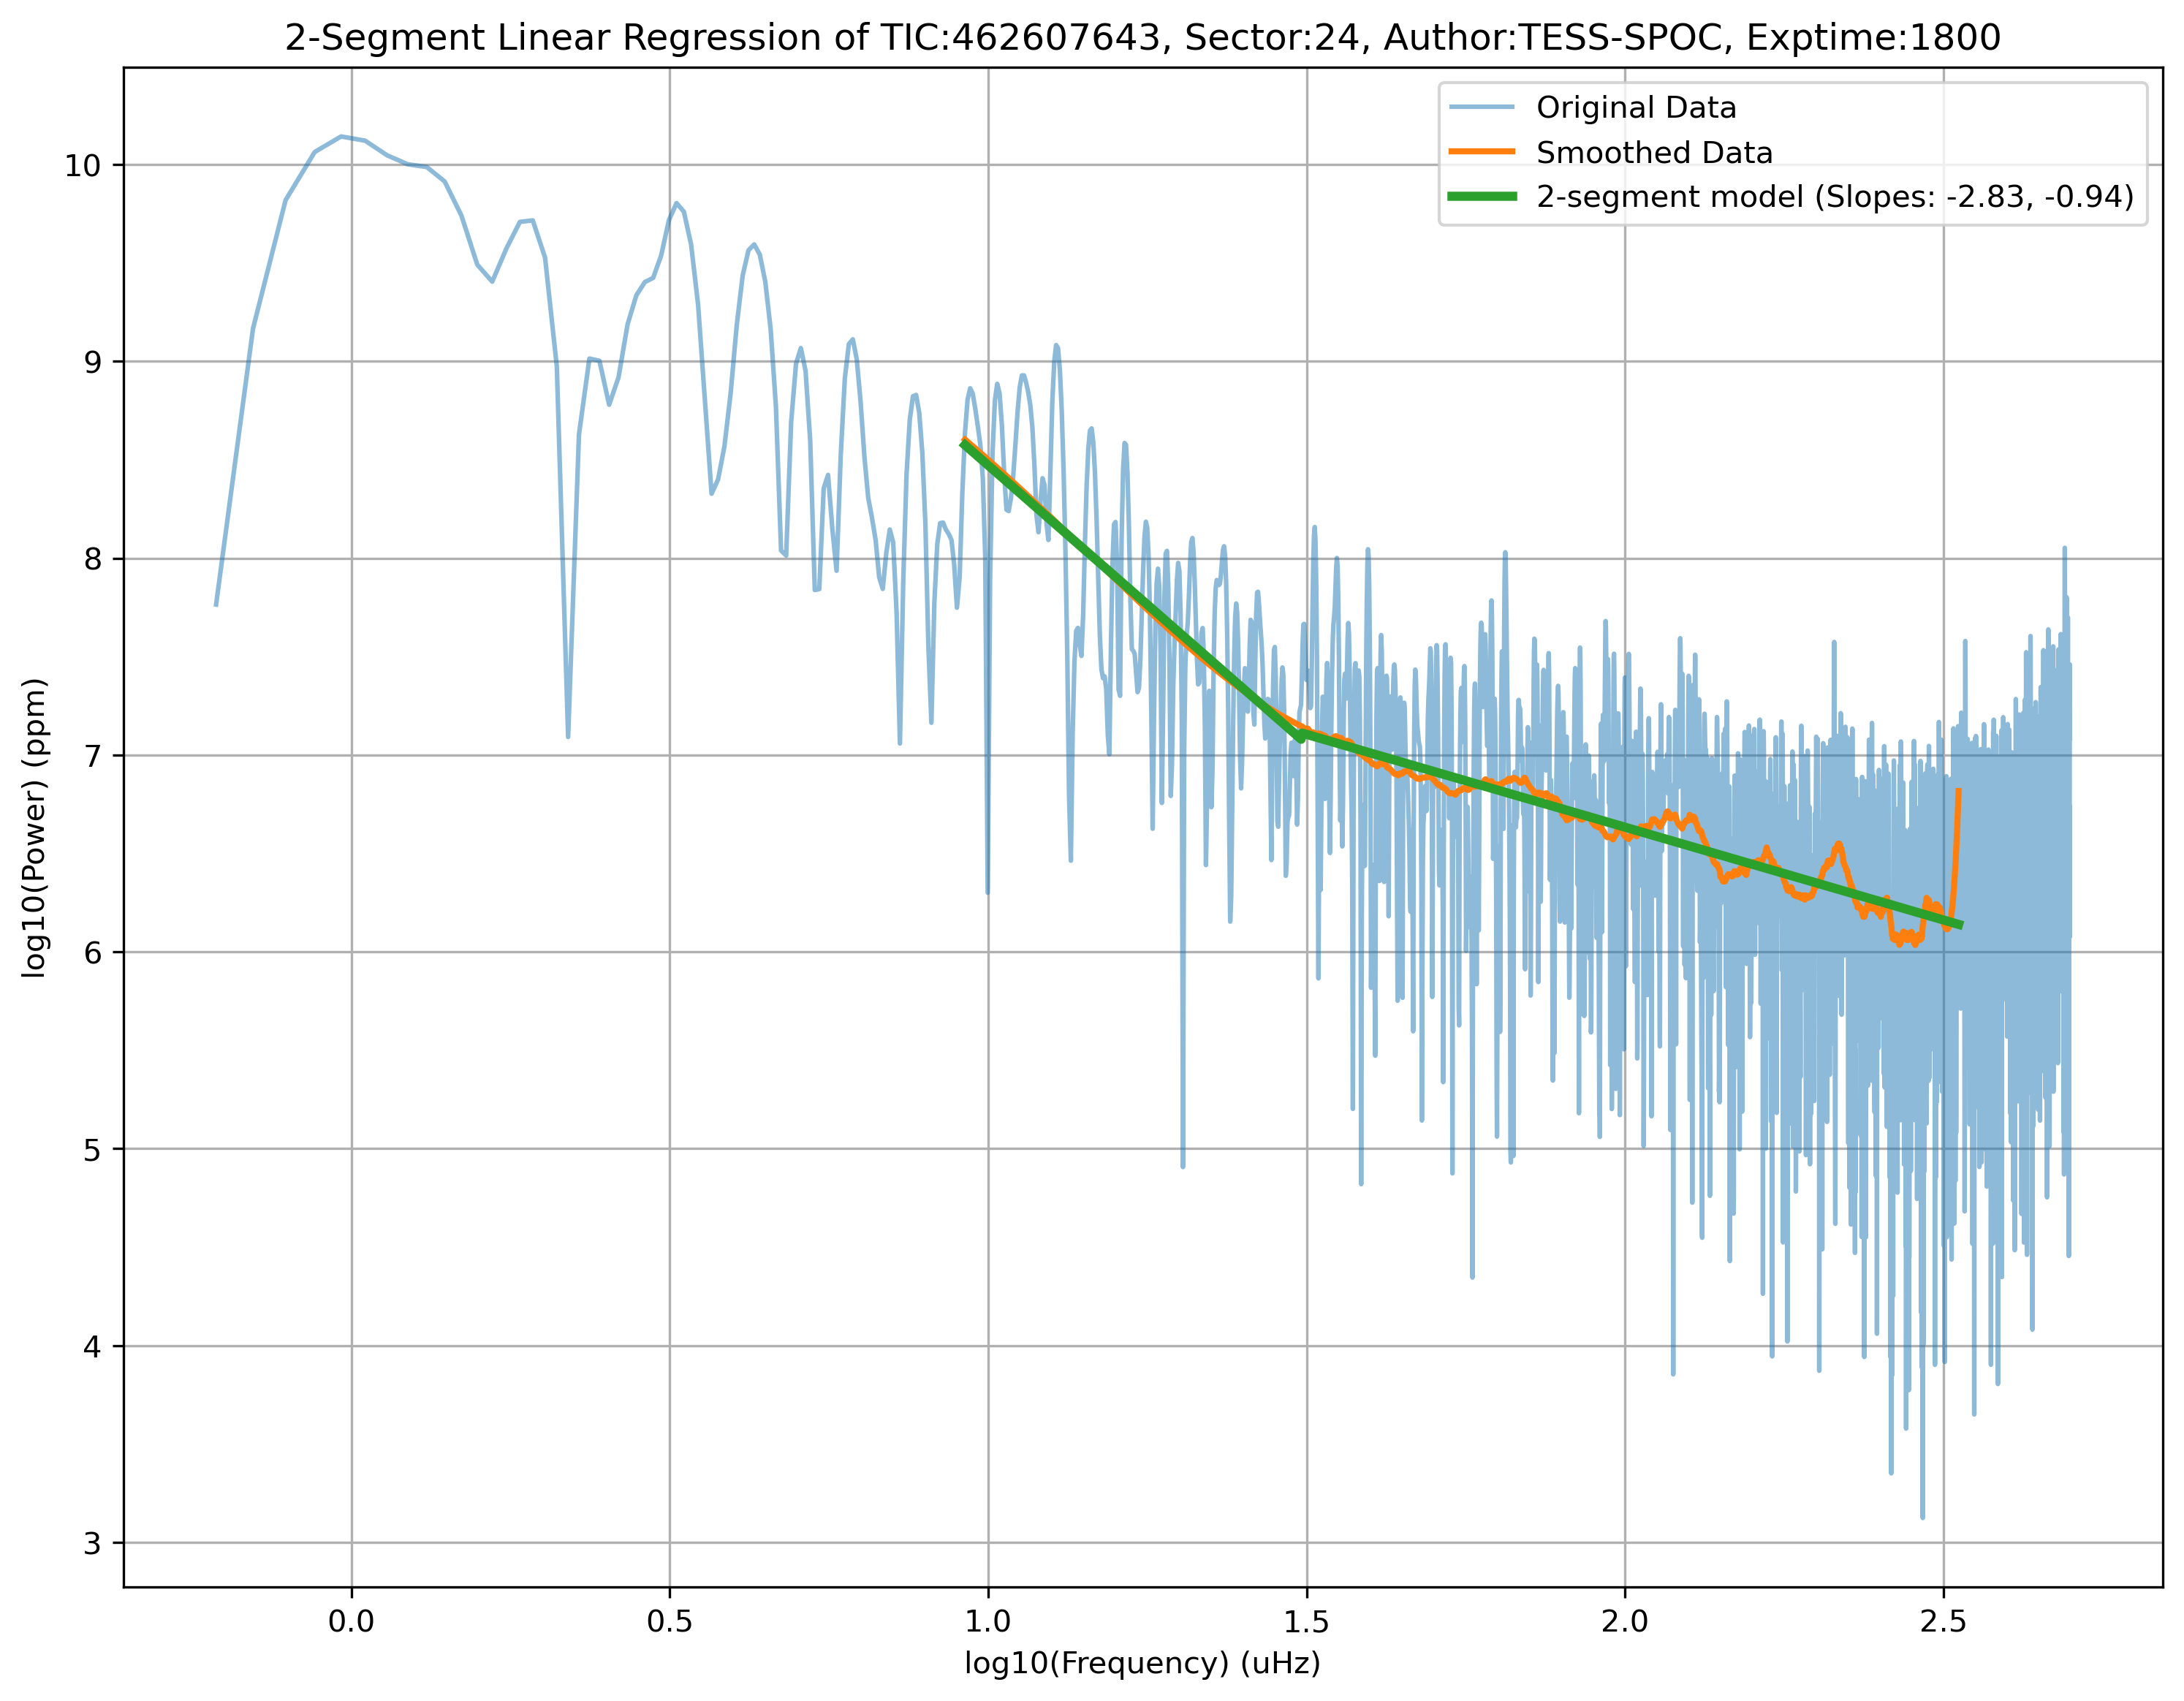 2-Segment Linear Regression of TIC:462607643, Sector:24, Author:TESS-SPOC, Exptime:1800
Original Data
Smoothed Data
2-segment model (Slopes: -2.83, -0.94)
log10(Power) (ppm)
10
9
8
7
6
5
4
3
0.0 0.5 1.0 1.5 2.0 2.5
log10(Frequency) (uHz)